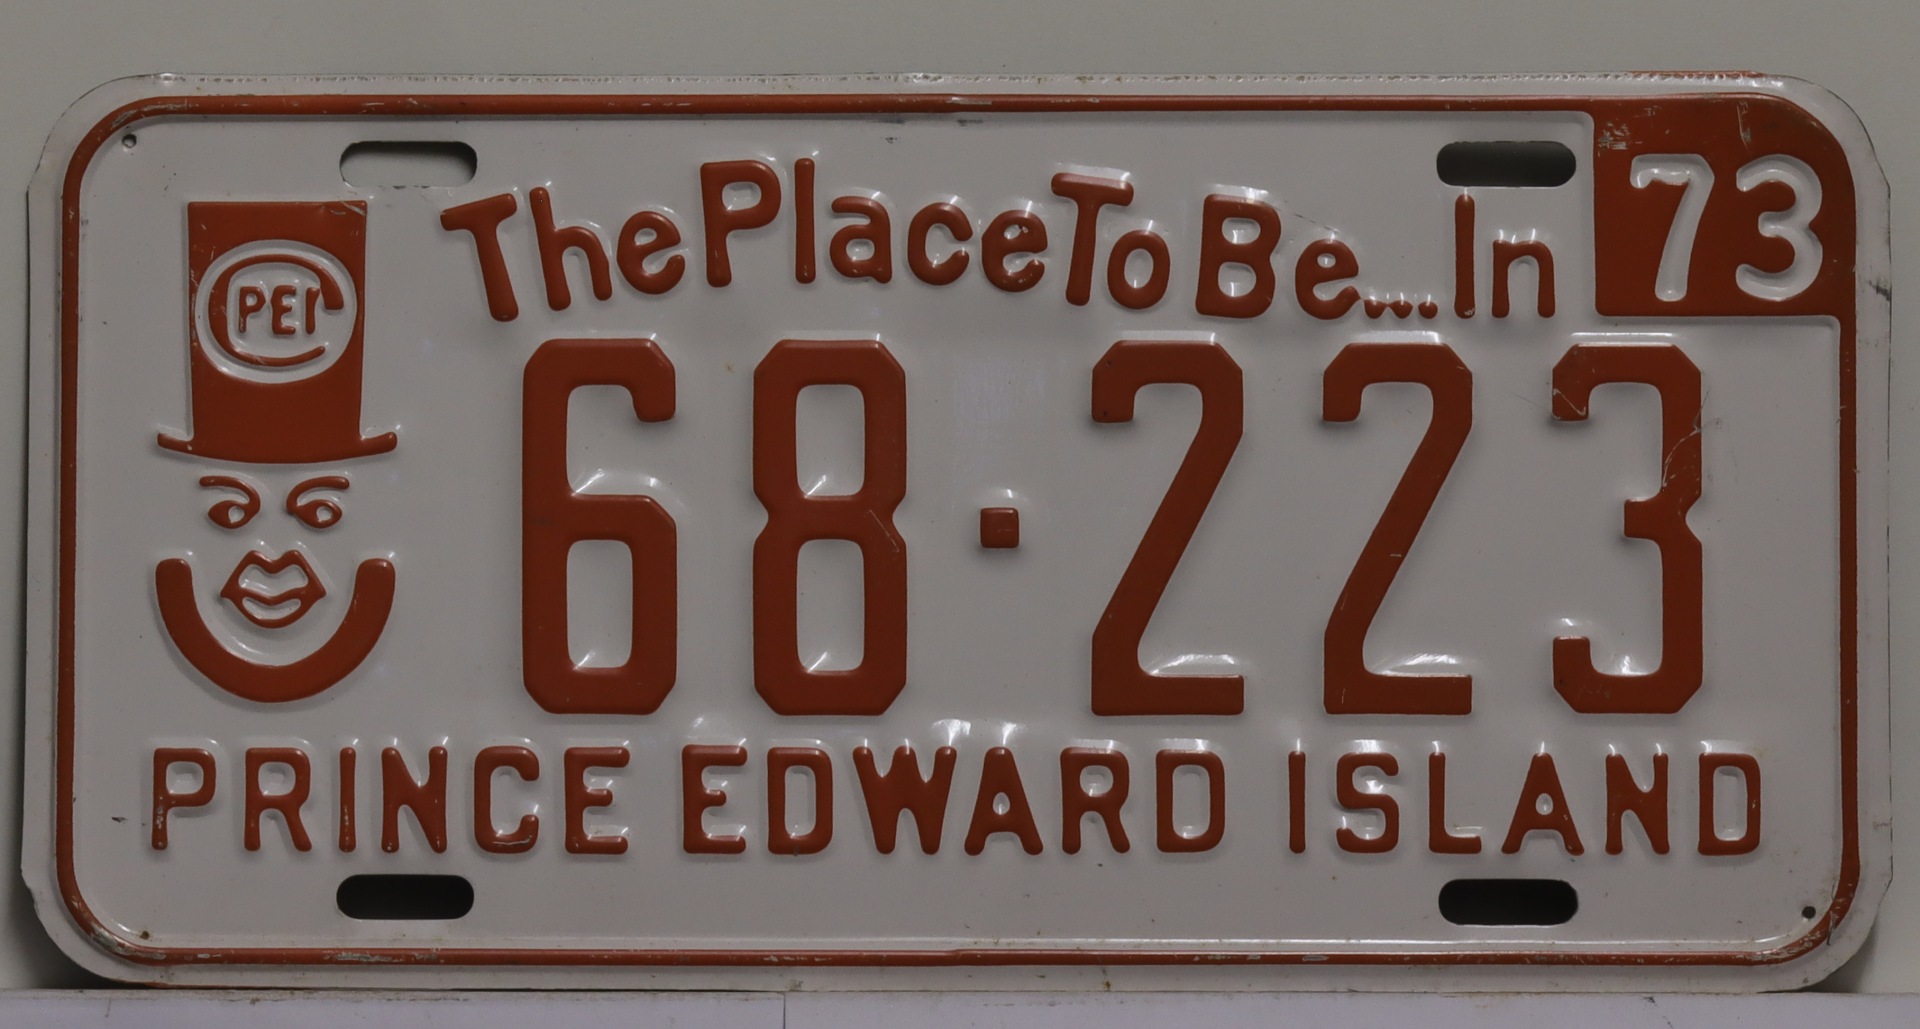 The Place To Be.... In
73
PEI
68·223
PRINCE EDWARD ISLAND